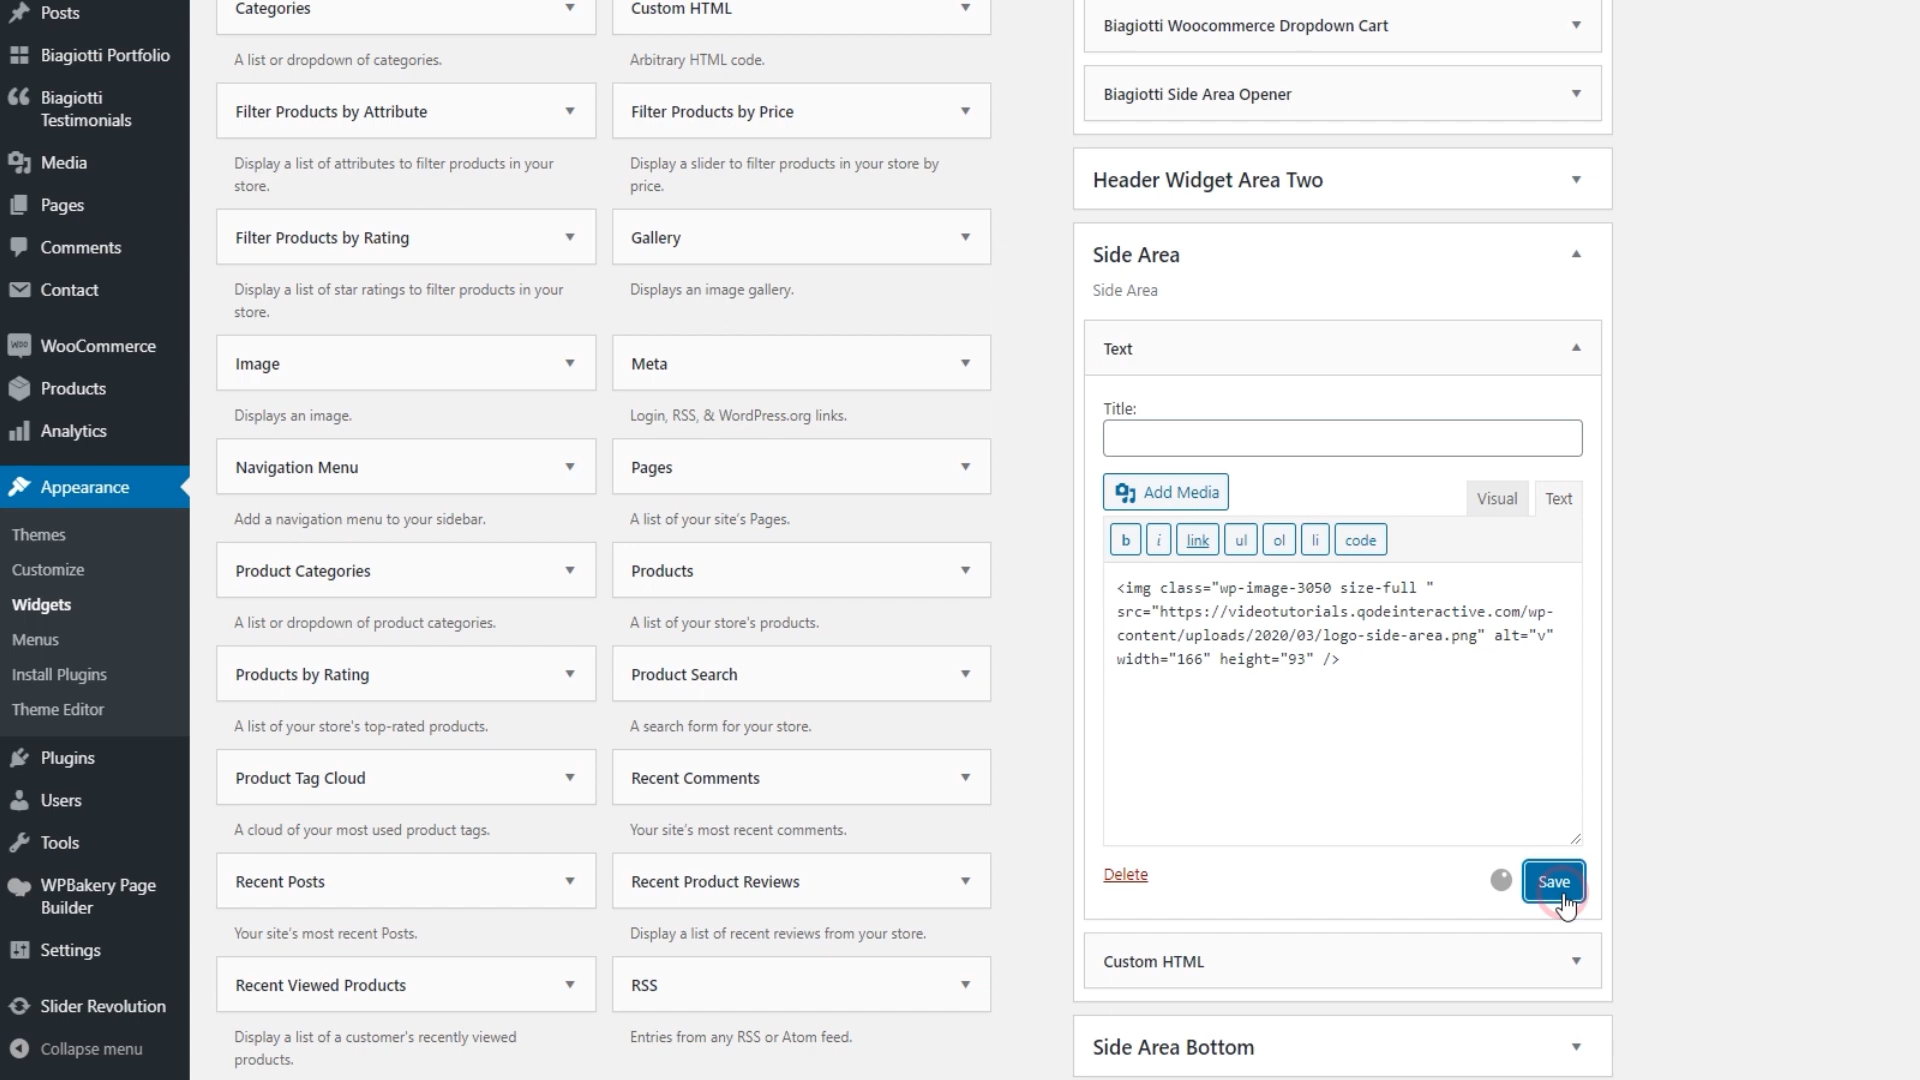 Posts
Biagiotti Portfolio
Biagiotti
Testimonials
Media
Pages
Comments
Contact
WooCommerce
Products
Analytics
Appearance
Themes
Customize
Widgets
Menus
Install Plugins
Theme Editor
Plugins
Users
Tools
WPBakery Page
Builder
Settings
Slider Revolution
Collapse menu
Categories
A list or dropdown of categories.
Filter Products by Attribute
Display a list of attributes to filter products in your
store.
Filter Products by Rating
Display a list of star ratings to filter products in your
store.
Image
Displays an image.
Navigation Menu
Add a navigation menu to your sidebar.
Product Categories
A list or dropdown of product categories.
Products by Rating
A list of your store's top-rated products.
Product Tag Cloud
A cloud of your most used product tags.
Recent Posts
Your site's most recent Posts.
Recent Viewed Products
Display a list of a customer's recently viewed
products.
Custom HTML
Arbitrary HTML code.
Filter Products by Price
Display a slider to filter products in your store by
price.
Gallery
Displays an image gallery.
Meta
Login, RSS, & WordPress.org links.
Pages
A list of your site's Pages.
Products
A list of your store's products.
Product Search
A search form for your store.
Recent Comments
Your site's most recent comments.
Recent Product Reviews
Display a list of recent reviews from your store.
RSS
Entries from any RSS or Atom feed.
Biagiotti Woocommerce Dropdown Cart
Biagiotti Side Area Opener
Header Widget Area Two
Side Area
Side Area
Text
Title:
Add Media
Visual Text
b i link ul ol li code
<img class="wp-image-3050 size-full "
src="https://videotutorials.qodeinteractive.com/wp-
content/uploads/2020/03/logo-side-area.png" alt="v"
width="166" height="93" />
Delete
Save
Custom HTML
Side Area Bottom